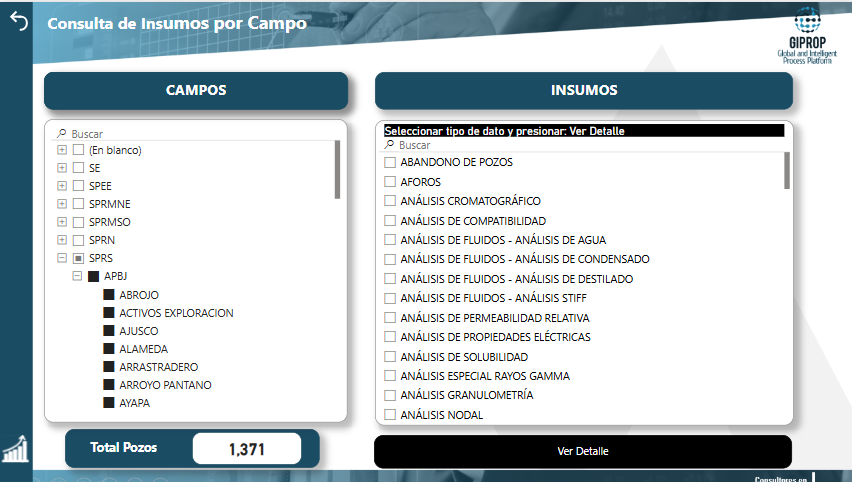 Consulta de Insumos por Campo
GIPROP
Global and Intelligent
Process Platform
CAMPOS
Buscar
(En blanco)
SE
SPEE
SPRMNE
SPRMSO
SPRN
SPRS
APBJ
ABROJO
ACTIVOS EXPLORACION
AJUSCO
ALAMEDA
ARRASTRADERO
ARROYO PANTANO
AYAPA
Total Pozos
1,371
INSUMOS
Seleccionar tipo de dato y presionar: Ver Detalle
Buscar
ABANDONO DE POZOS
AFOROS
ANÁLISIS CROMATOGRÁFICO
ANÁLISIS DE COMPATIBILIDAD
ANÁLISIS DE FLUIDOS - ANÁLISIS DE AGUA
ANÁLISIS DE FLUIDOS - ANÁLISIS DE CONDENSADO
ANÁLISIS DE FLUIDOS - ANÁLISIS DE DESTILADO
ANÁLISIS DE FLUIDOS - ANÁLISIS STIFF
ANÁLISIS DE PERMEABILIDAD RELATIVA
ANÁLISIS DE PROPIEDADES ELÉCTRICAS
ANÁLISIS DE SOLUBILIDAD
ANÁLISIS ESPECIAL RAYOS GAMMA
ANÁLISIS GRANULOMETRÍA
ANÁLISIS NODAL
Ver Detalle
Consultores en